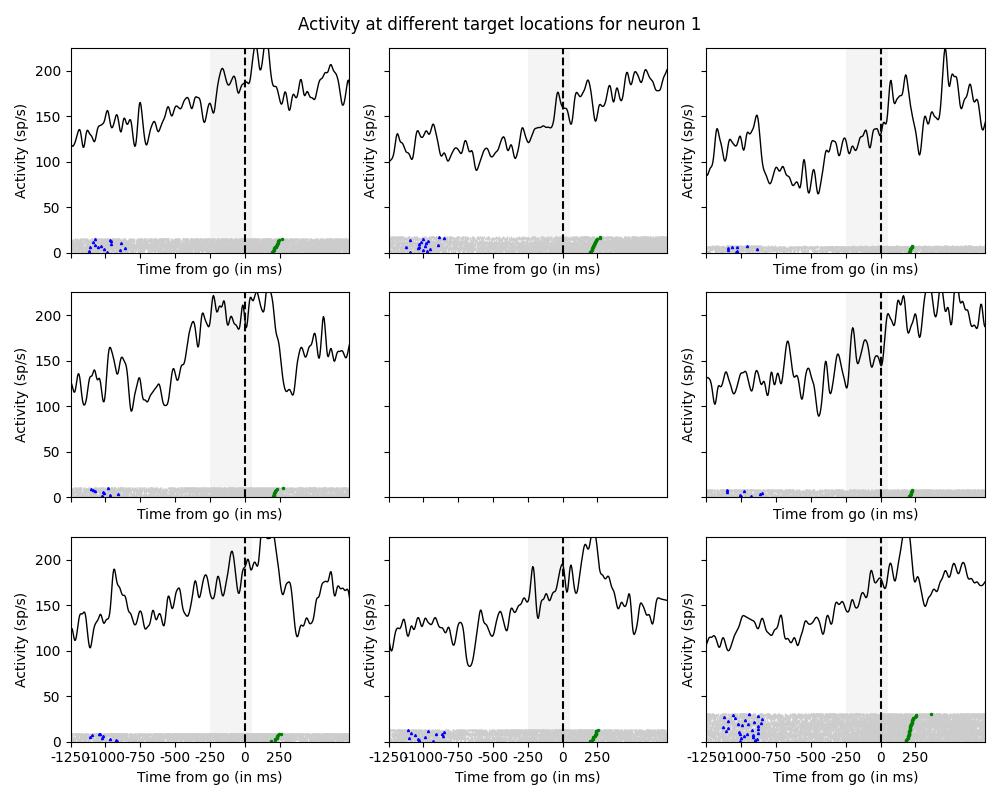 Activity at different target locations for neuron 1
200
150
100
50
0
Activity (sp/s)
Time from go (in ms)
Activity (sp/s)
Time from go (in ms)
Activity (sp/s)
Time from go (in ms)
200
150
100
50
0
Activity (sp/s)
Time from go (in ms)
Time from go (in ms)
Activity (sp/s)
Time from go (in ms)
200
150
100
50
0
Activity (sp/s)
-1250 -1000 -750 -500 -250 0 250
Time from go (in ms)
Activity (sp/s)
-1250 -1000 -750 -500 -250 0 250
Time from go (in ms)
Activity (sp/s)
-1250 -1000 -750 -500 -250 0 250
Time from go (in ms)